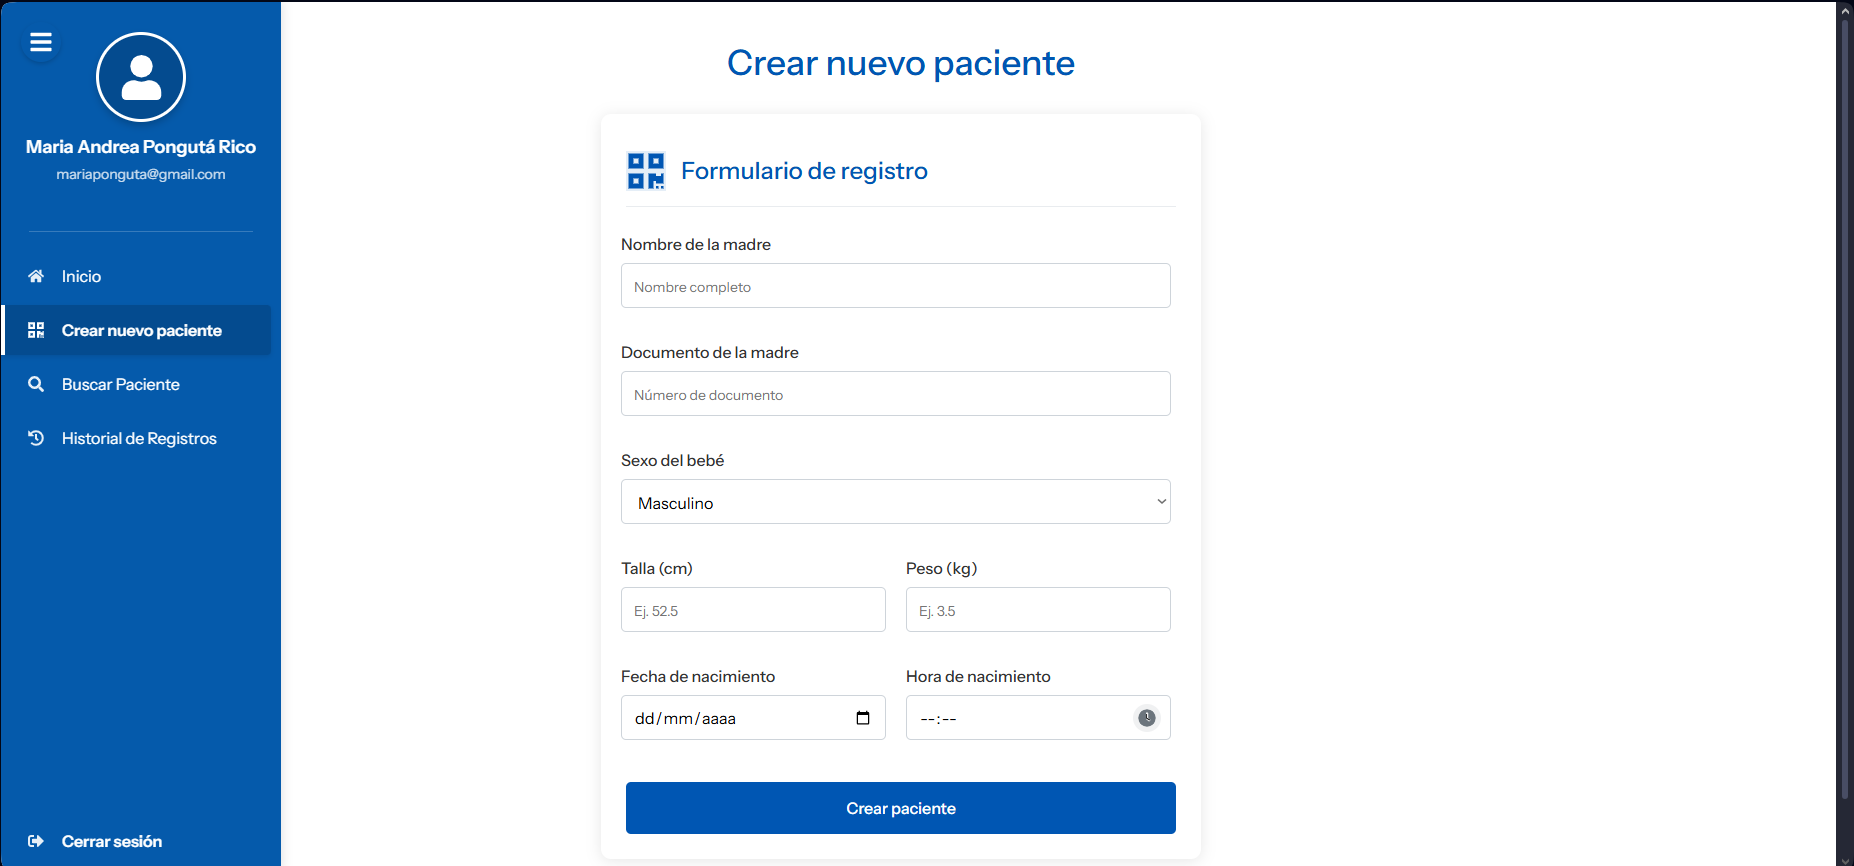 Maria Andrea Pongutá Rico
mariaponguta@gmail.com
Inicio
Crear nuevo paciente
Buscar Paciente
Historial de Registros
Cerrar sesión
Crear nuevo paciente
Formulario de registro
Nombre de la madre
Nombre completo
Documento de la madre
Número de documento
Sexo del bebé
Masculino
Talla (cm) Peso (kg)
Ej. 52.5 Ej. 3.5
Fecha de nacimiento Hora de nacimiento
dd/mm/aaaa --:--
Crear paciente